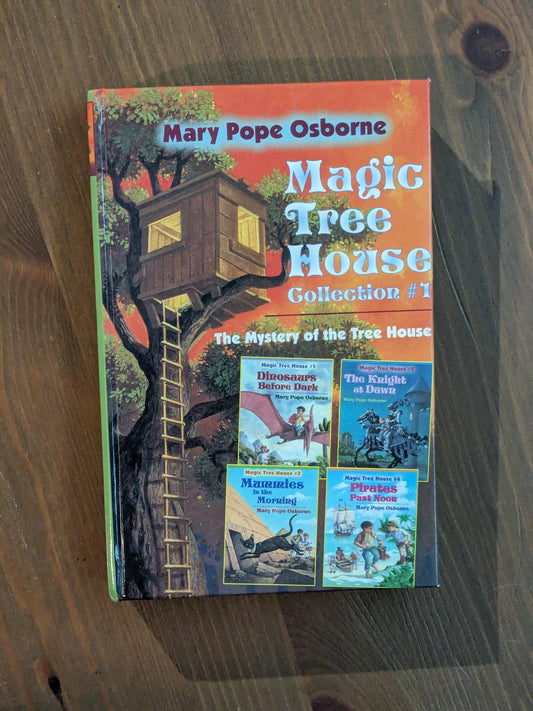 Mary Pope Osborne
Magic
Tree
House
Collection #1
The Mystery of the Tree House
Magic Tree House #1
Dinosaurs
Before Dark
Mary Pope Osborne
Magic Tree House #2
The Knight
at Dawn
Mary Pope Osborne
Magic Tree House #3
Mummies
in the
Morning
Mary Pope Osborne
Magic Tree House #4
Pirates
Past Noon
Mary Pope Osborne